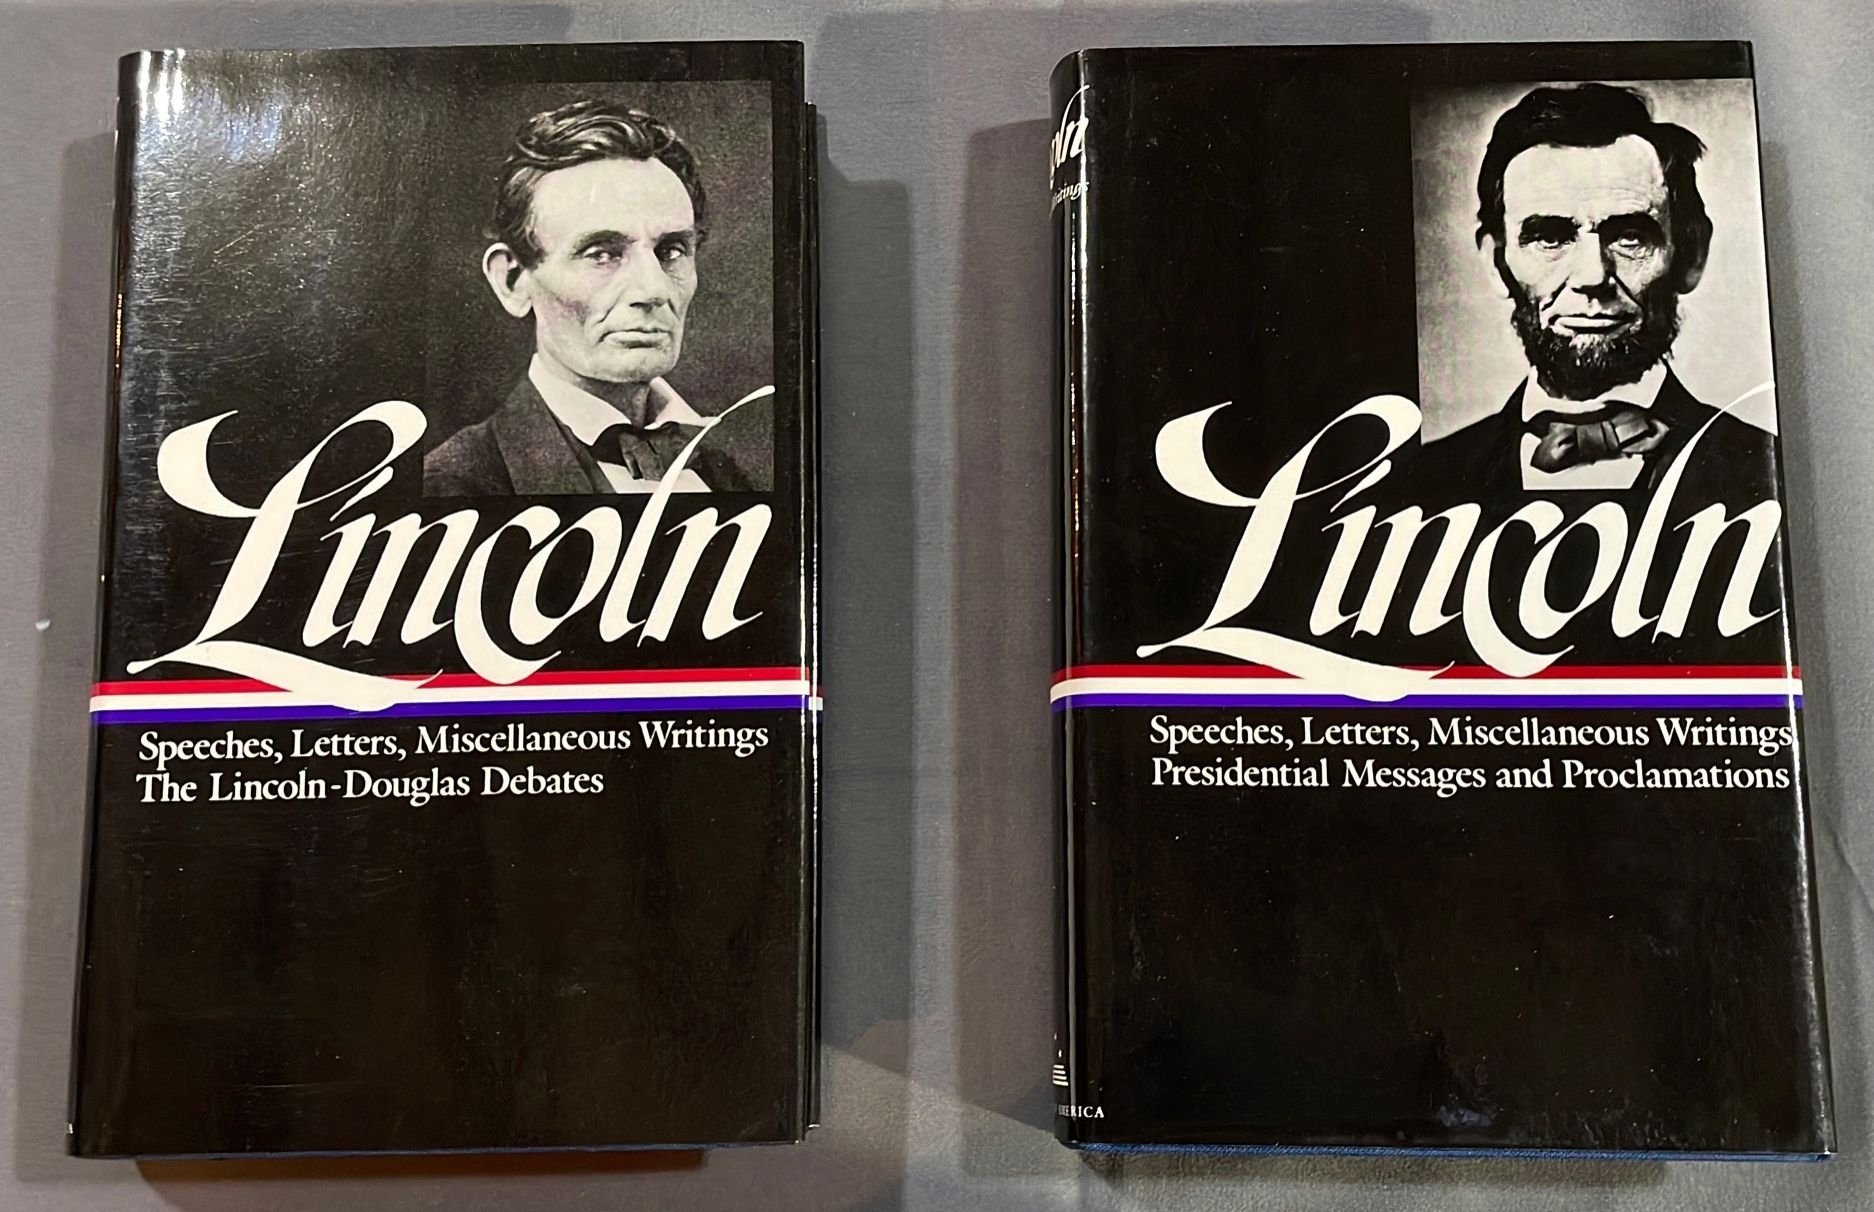 Lincoln
Speeches, Letters, Miscellaneous Writings
The Lincoln-Douglas Debates
Lincoln
Speeches, Letters, Miscellaneous Writings
Presidential Messages and Proclamations